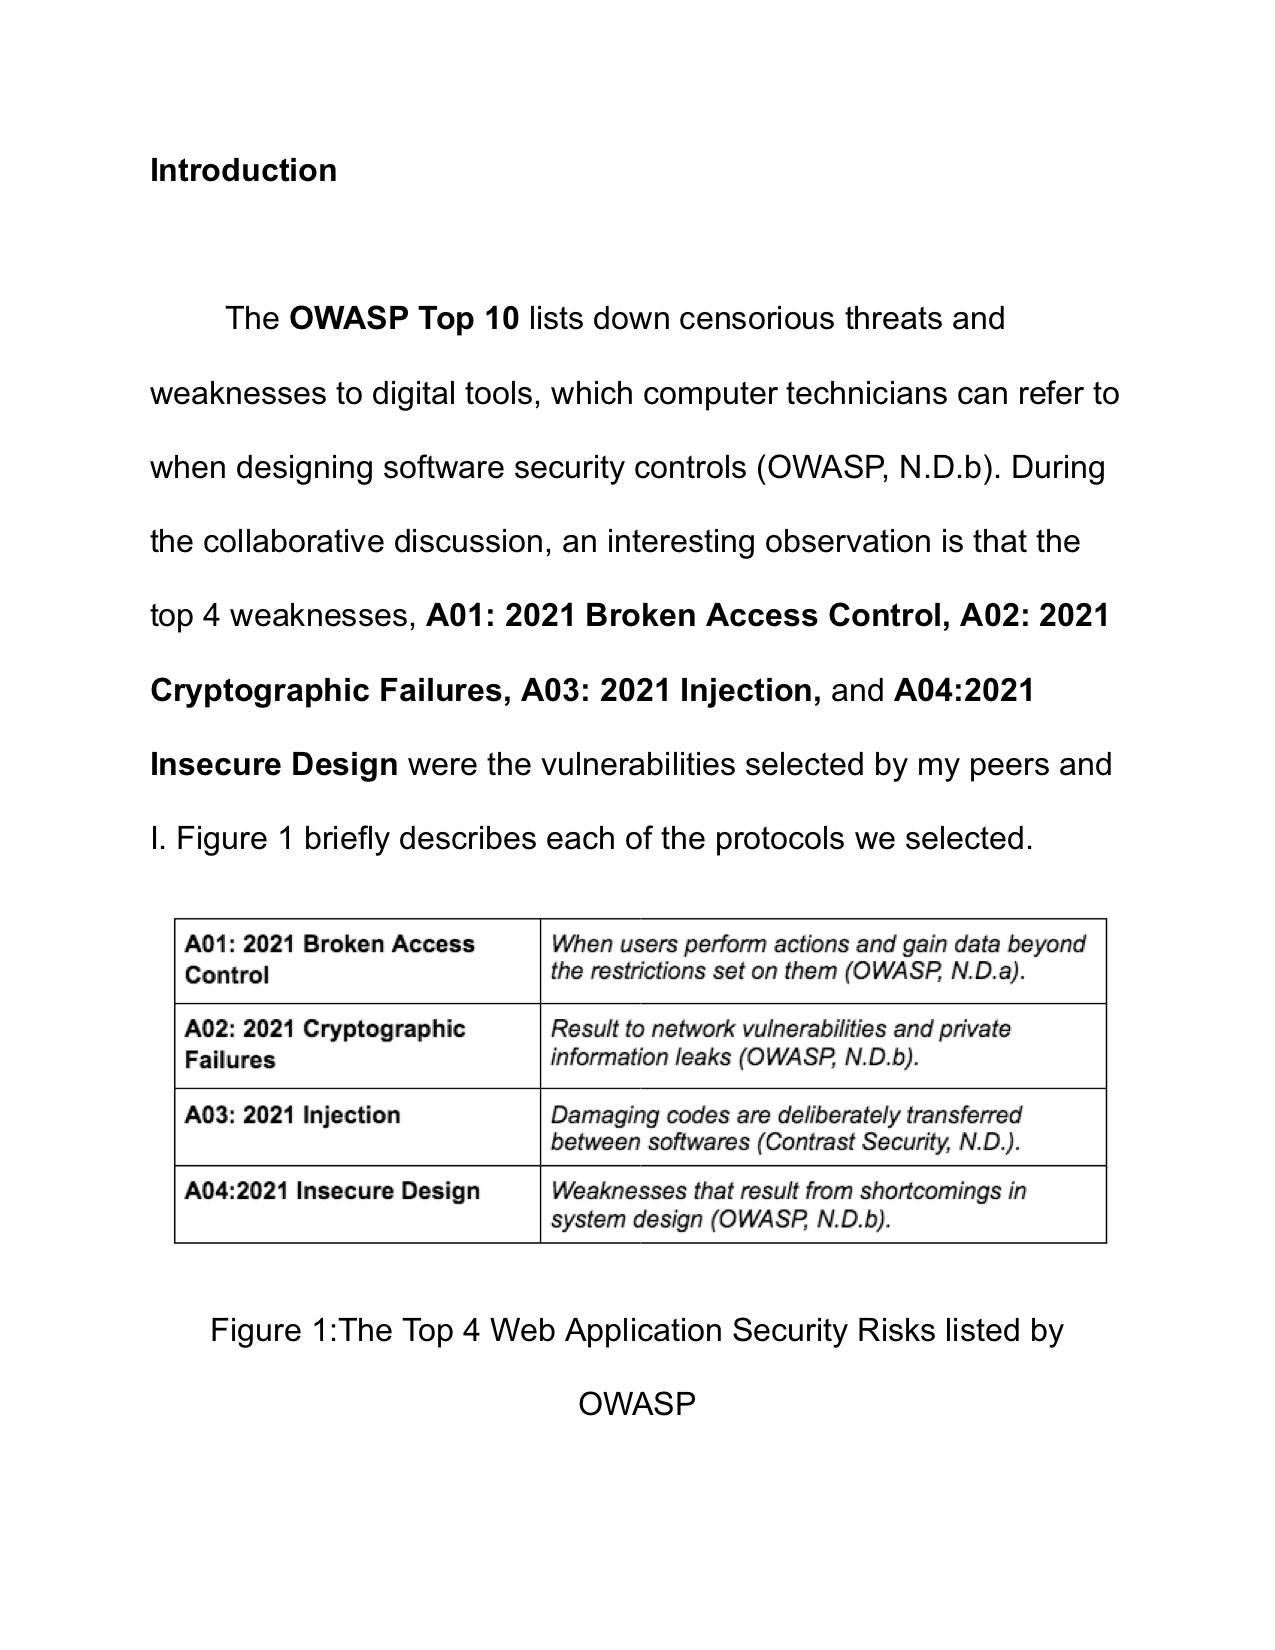 Introduction
The OWASP Top 10 lists down censorious threats and
weaknesses to digital tools, which computer technicians can refer to
when designing software security controls (OWASP, N.D.b). During
the collaborative discussion, an interesting observation is that the
top 4 weaknesses, A01: 2021 Broken Access Control, A02: 2021
Cryptographic Failures, A03: 2021 Injection, and A04:2021
Insecure Design were the vulnerabilities selected by my peers and
I. Figure 1 briefly describes each of the protocols we selected.
A01: 2021 Broken Access
Control
When users perform actions and gain data beyond
the restrictions set on them (OWASP, N.D.a).
A02: 2021 Cryptographic
Failures
Result to network vulnerabilities and private
information leaks (OWASP, N.D.b).
A03: 2021 Injection
Damaging codes are deliberately transferred
between softwares (Contrast Security, N.D.).
A04:2021 Insecure Design
Weaknesses that result from shortcomings in
system design (OWASP, N.D.b).
Figure 1:The Top 4 Web Application Security Risks listed by
OWASP